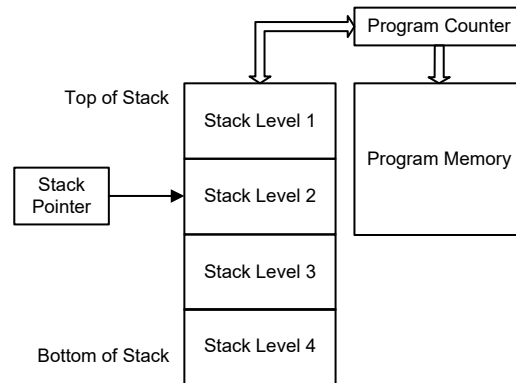 Program Counter
Top of Stack
Stack Level 1
Program Memory
Stack
Pointer
Stack Level 2
Stack Level 3
Bottom of Stack
Stack Level 4